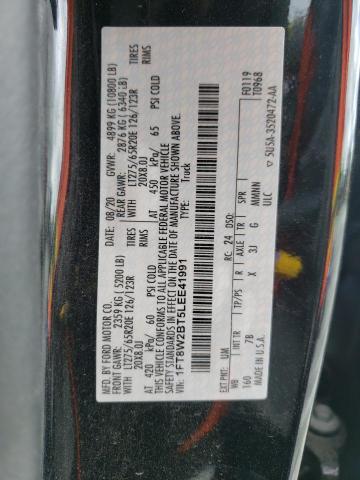 MFD. BY FORD MOTOR CO.
08/20
GVWR: 4899 KG (10800 LB)
FRONT GAWR: 2359 KG (5200 LB)
REAR GAWR: 2876 KG (6340 LB)
WITH TIRES LT275/65R20E 126/123R
RIMS 20X8.0J
AT 420 kPa/ 60 PSI COLD
WITH TIRES LT275/65R20E 126/123R
RIMS 20X8.0J
AT 450 kPa/ 65 PSI COLD
THIS VEHICLE CONFORMS TO ALL APPLICABLE FEDERAL MOTOR VEHICLE
SAFETY STANDARDS IN EFFECT ON THE DATE OF MANUFACTURE SHOWN ABOVE.
VIN: 1FT8W2BT5LEE41991
TYPE: Truck
F0119
T0968
EXT PNT: UM RC: 24 DSO:
WB INT TR TP/PS R AXLE TR SPR
160 7B X 3J G MMNN
ULC
5U5A-3520472-AA